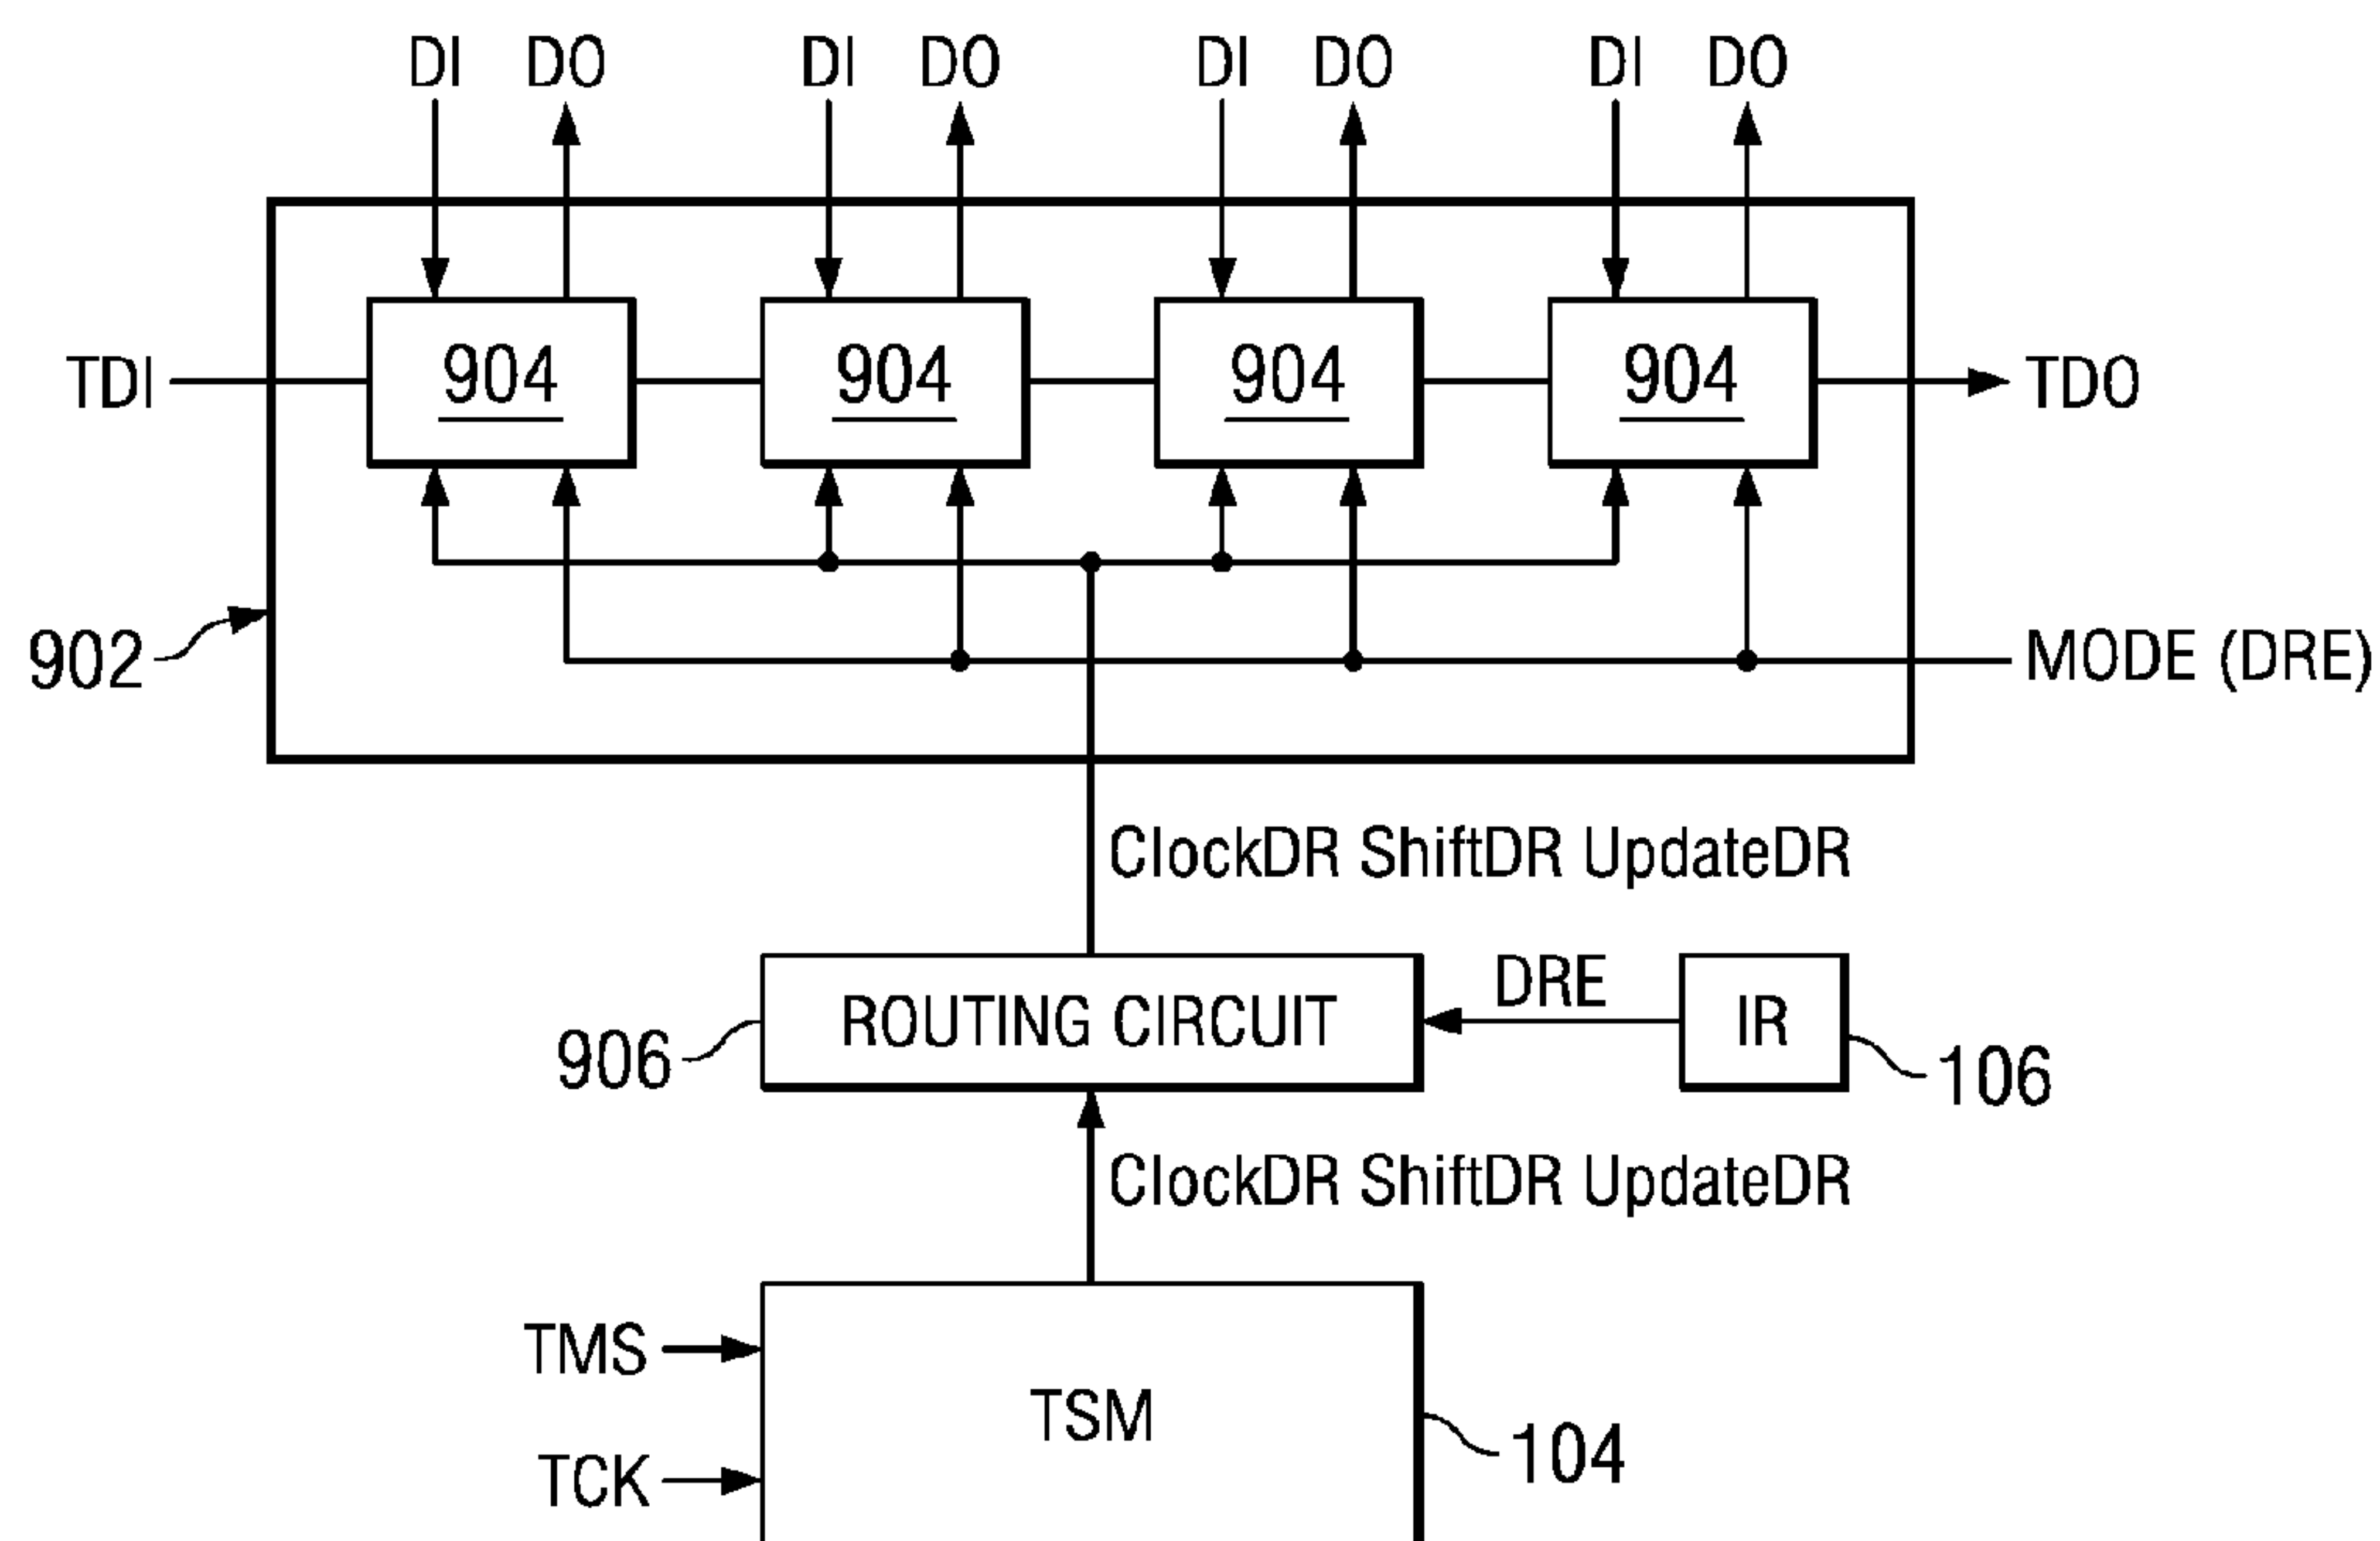 DI DO DI DO DI DO DI DO
TDI 904 904 904 904 TDO
902 MODE (DRE)
ClockDR ShiftDR UpdateDR
906 ROUTING CIRCUIT DRE IR 106
ClockDR ShiftDR UpdateDR
TMS
TSM
TCK 104